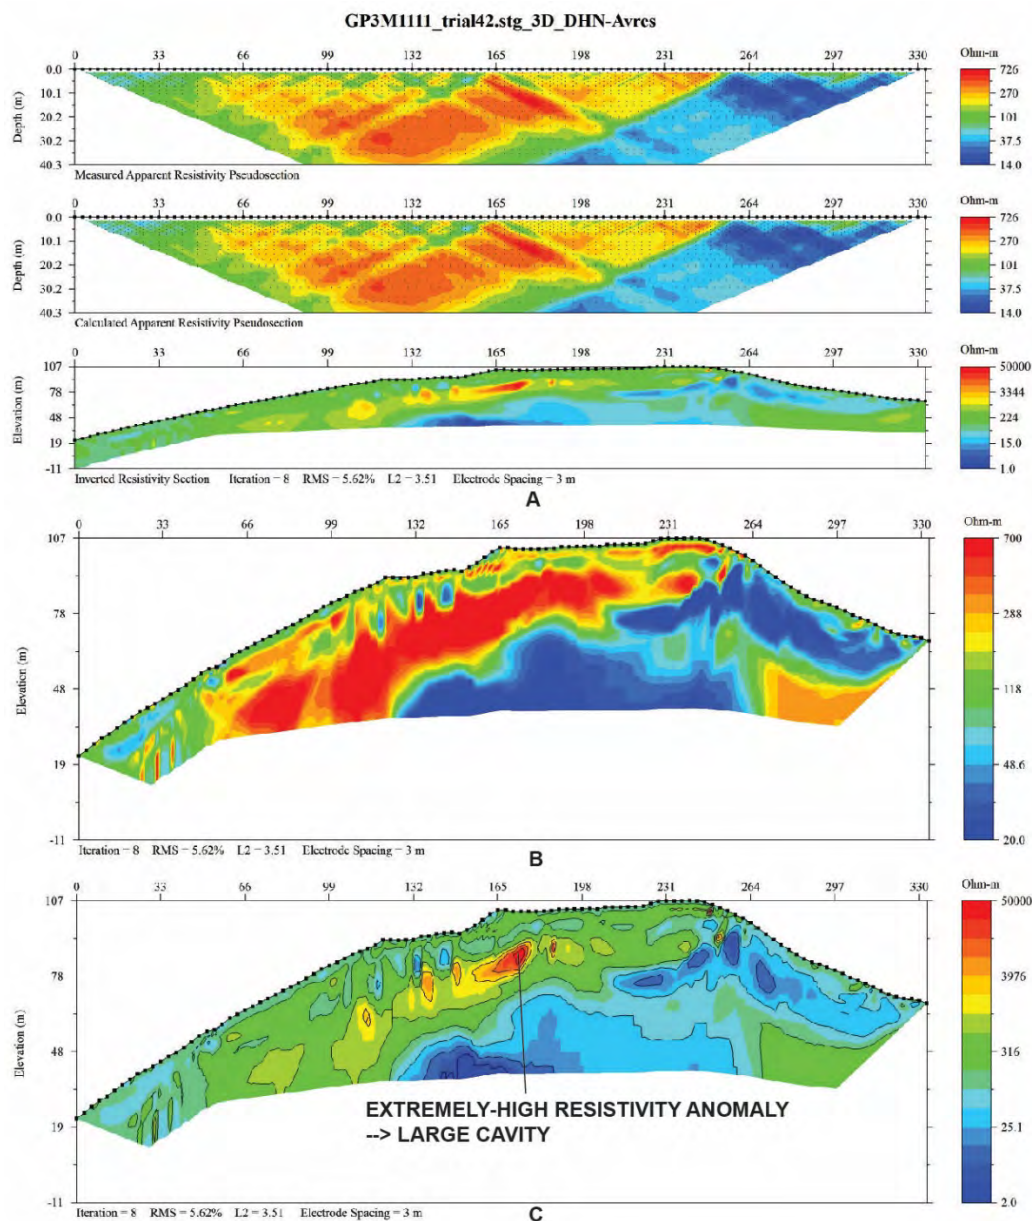 GP3M1111_trial42.stg_3D_DHN-Avres
0 33 66 99 132 165 198 231 264 297 330 Ohm-m
0.0
10.1
20.2
30.2
40.3
Depth (m)
726
270
101
37.5
14.0
Measured Apparent Resistivity Pseudosection
0 33 66 99 132 165 198 231 264 297 330 Ohm-m
0.0
10.1
20.2
30.2
40.3
Depth (m)
726
270
101
37.5
14.0
Calculated Apparent Resistivity Pseudosection
0 33 66 99 132 165 198 231 264 297 330 Ohm-m
107
78
48
19
-11
Elevation (m)
50000
3344
224
15.0
1.0
Inverted Resistivity Section Iteration = 8 RMS = 5.62% L2 = 3.51 Electrode Spacing = 3 m
A
0 33 66 99 132 165 198 231 264 297 330 Ohm-m
107
78
48
19
-11
Elevation (m)
700
288
118
48.6
20.0
Iteration = 8 RMS = 5.62% L2 = 3.51 Electrode Spacing = 3 m
B
0 33 66 99 132 165 198 231 264 297 330 Ohm-m
107
78
48
19
-11
Elevation (m)
50000
3976
316
25.1
2.0
EXTREMELY-HIGH RESISTIVITY ANOMALY
--> LARGE CAVITY
Iteration = 8 RMS = 5.62% L2 = 3.51 Electrode Spacing = 3 m
C